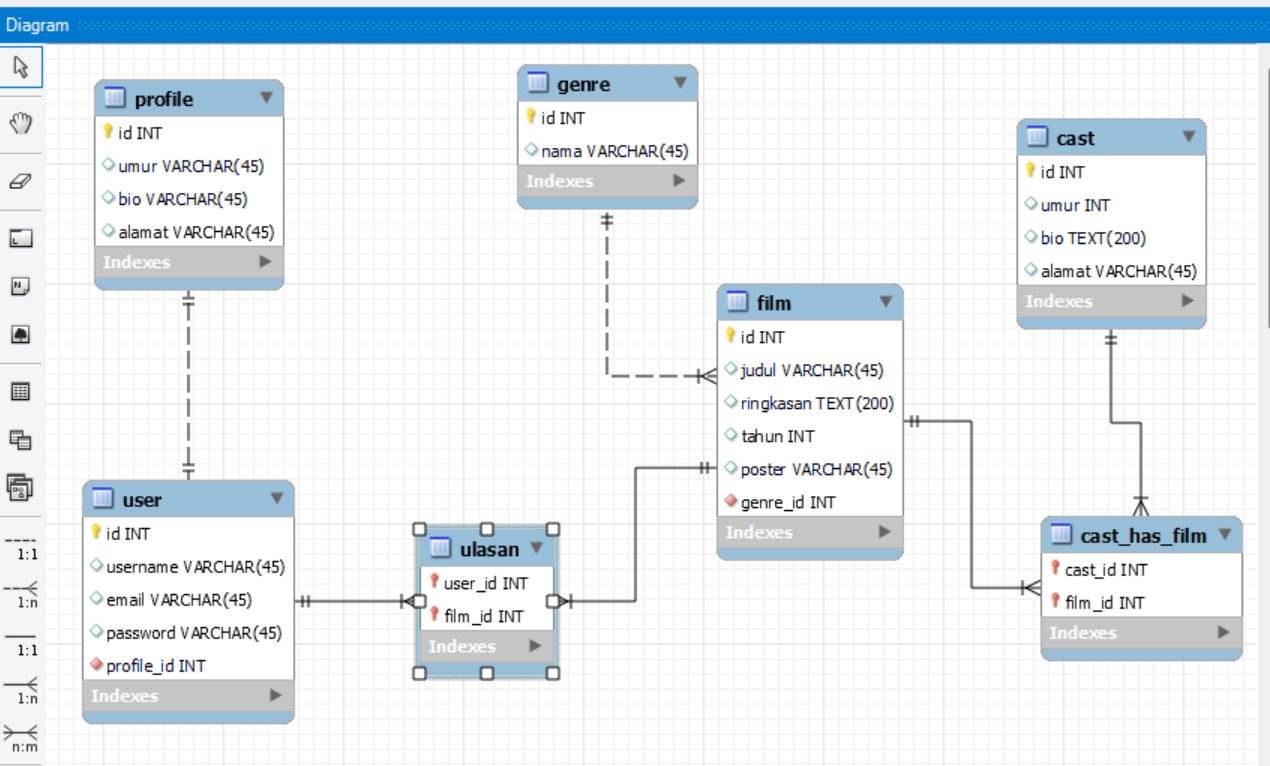 Diagram
1:1
1:n
1:1
1:n
n:m
profile
id INT
umur VARCHAR(45)
bio VARCHAR(45)
alamat VARCHAR(45)
Indexes
genre
id INT
nama VARCHAR(45)
Indexes
cast
id INT
umur INT
bio TEXT(200)
alamat VARCHAR(45)
Indexes
film
id INT
judul VARCHAR(45)
ringkasan TEXT(200)
tahun INT
poster VARCHAR(45)
genre_id INT
Indexes
user
id INT
username VARCHAR(45)
email VARCHAR(45)
password VARCHAR(45)
profile_id INT
Indexes
ulasan
user_id INT
film_id INT
Indexes
cast_has_film
cast_id INT
film_id INT
Indexes